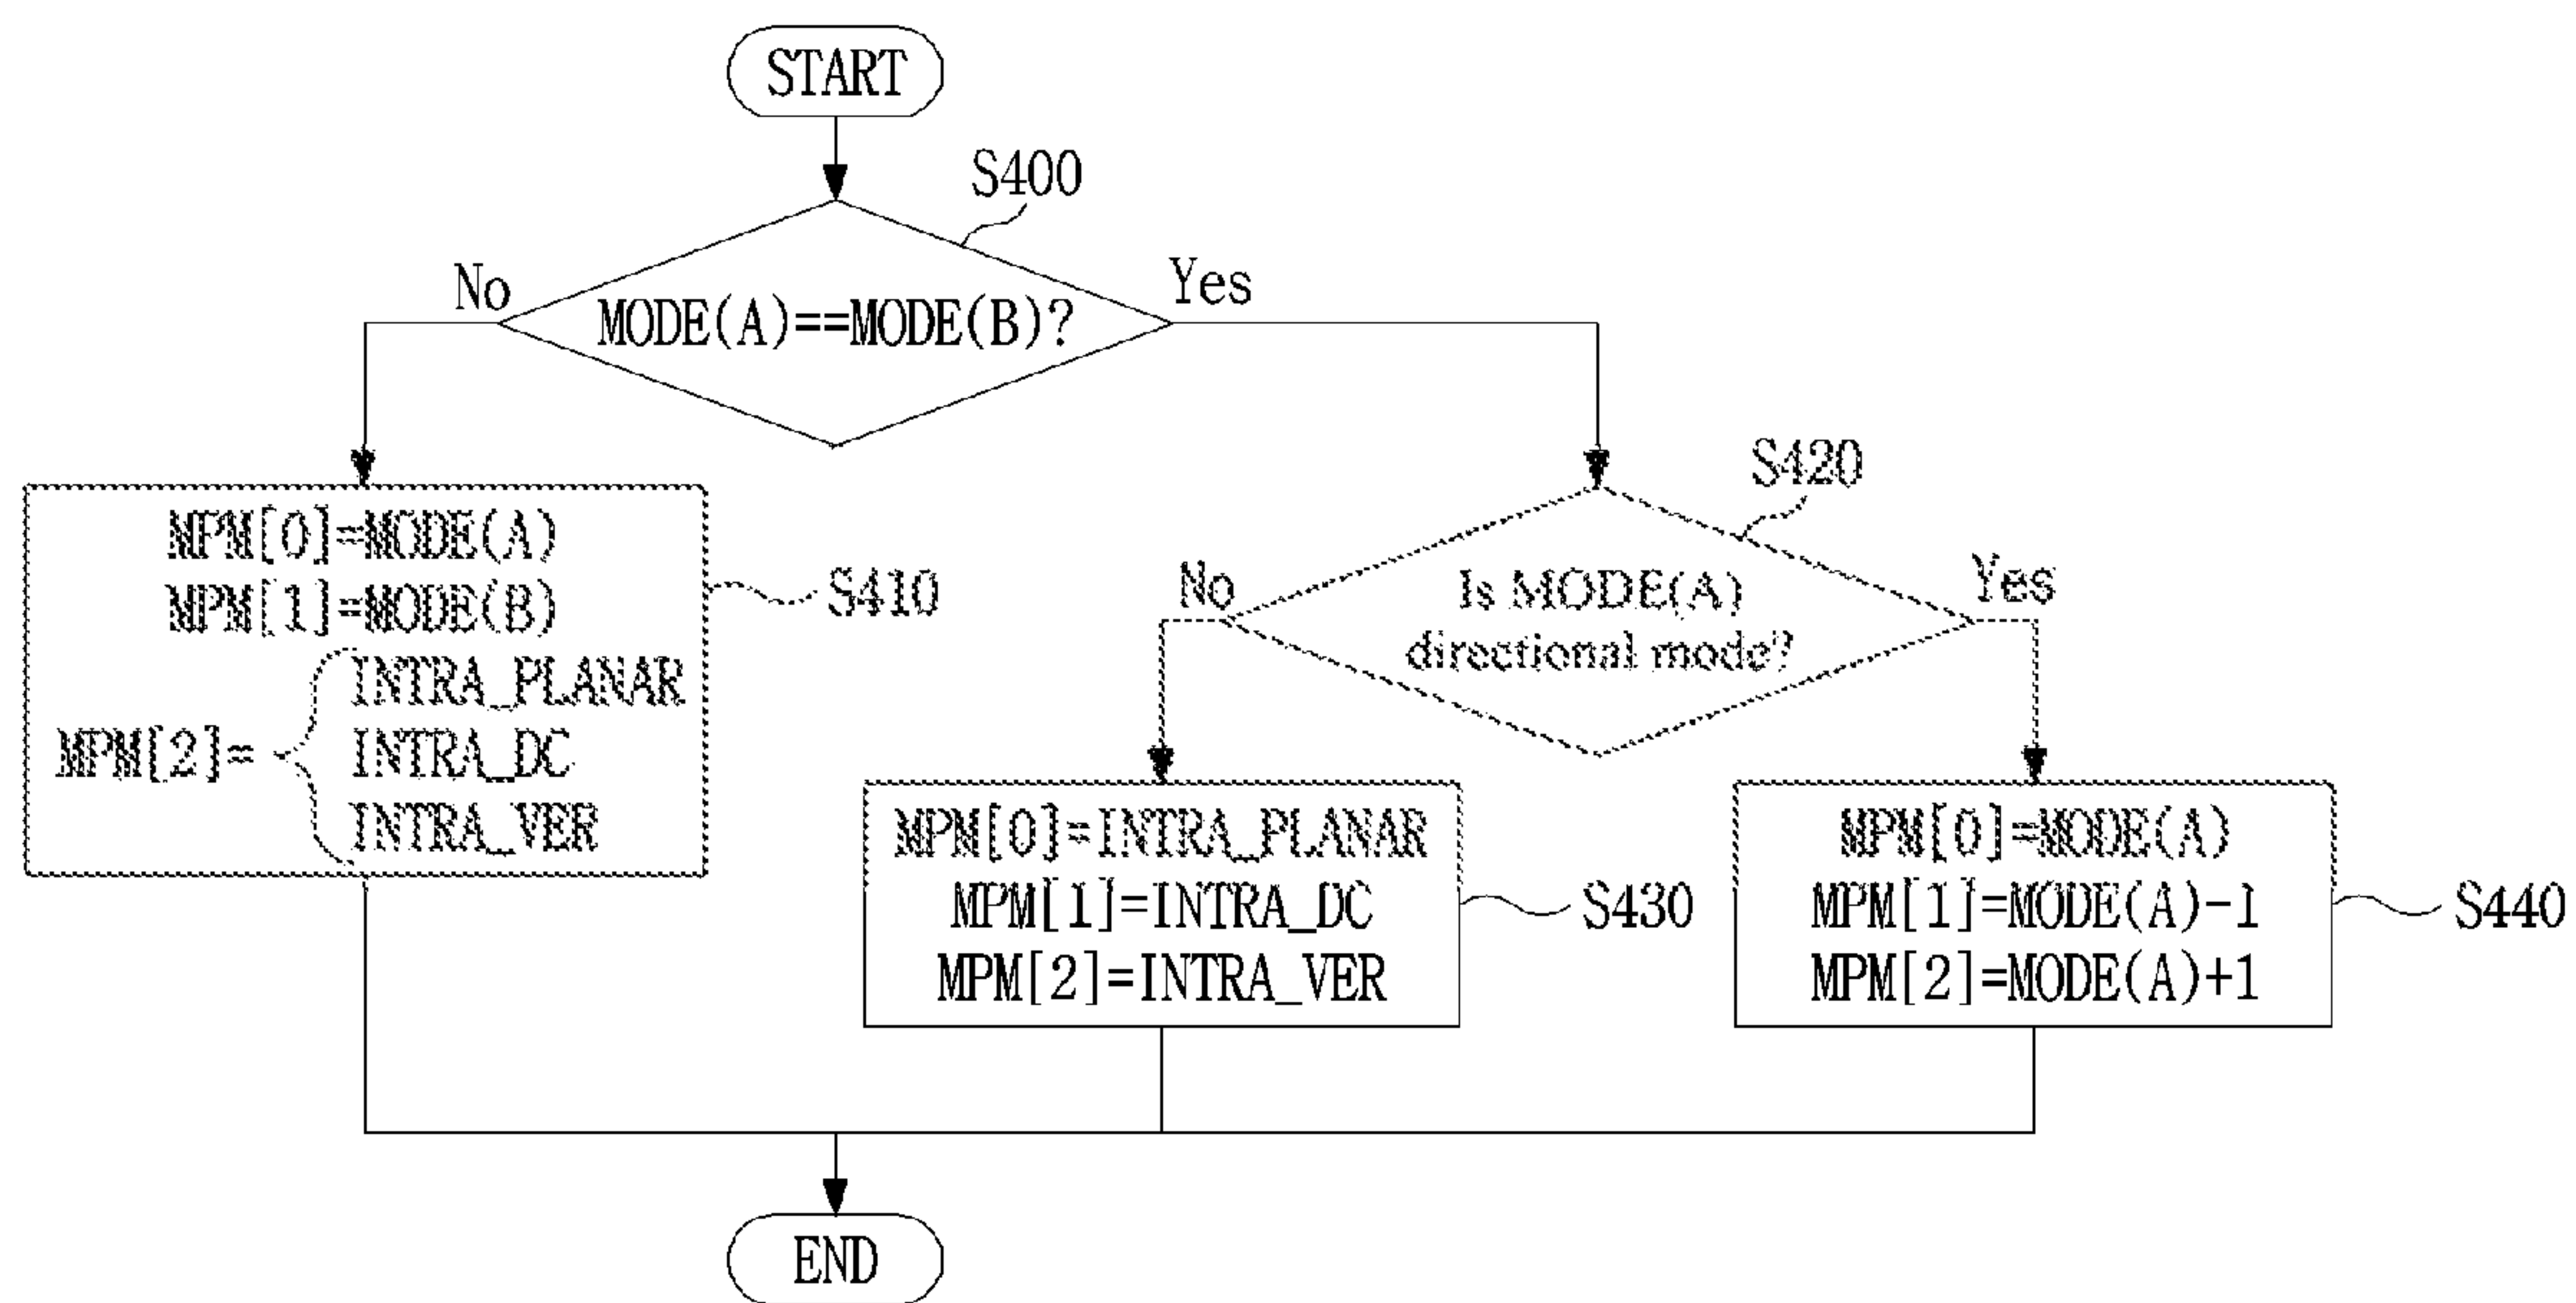 START
S400
No
Yes
MODE(A)==MODE(B)?
S420
MPM[0]=MODE(A)
MPM[1]=MODE(B)
S410
INTRA_PLANAR
MPM[2]=
INTRA_DC
INTRA_VER
No
Yes
Is MODE(A)
directional mode?
MPM[0]=INTRA_PLANAR
MPM[1]=INTRA_DC
MPM[2]=INTRA_VER
S430
MPM[0]=MODE(A)
MPM[1]=MODE(A)-1
MPM[2]=MODE(A)+1
S440
END